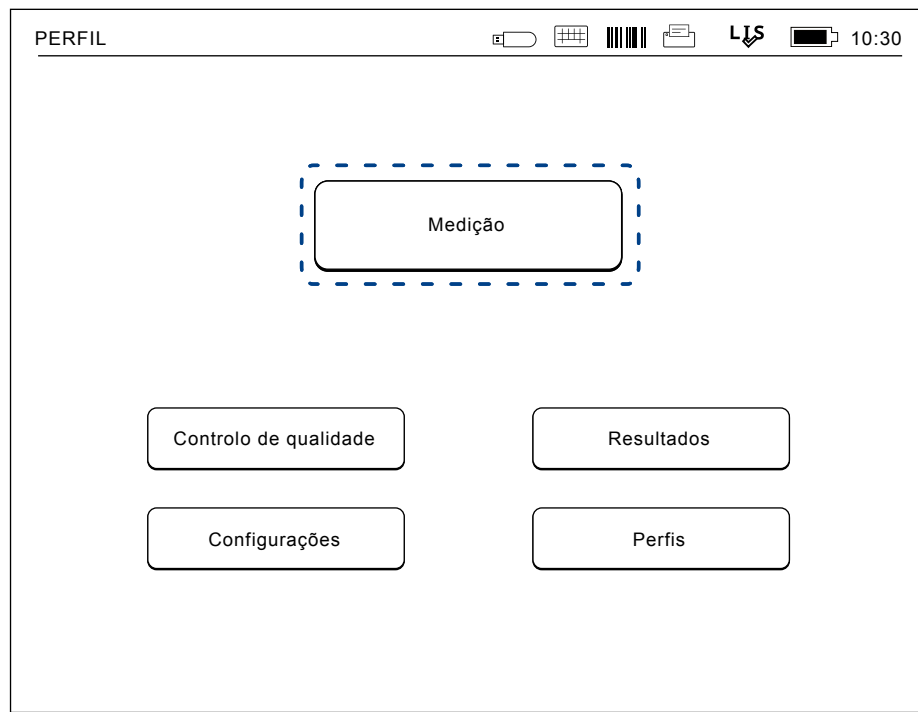 PERFIL LIS 10:30
Medição
Controlo de qualidade
Resultados
Configurações
Perfis